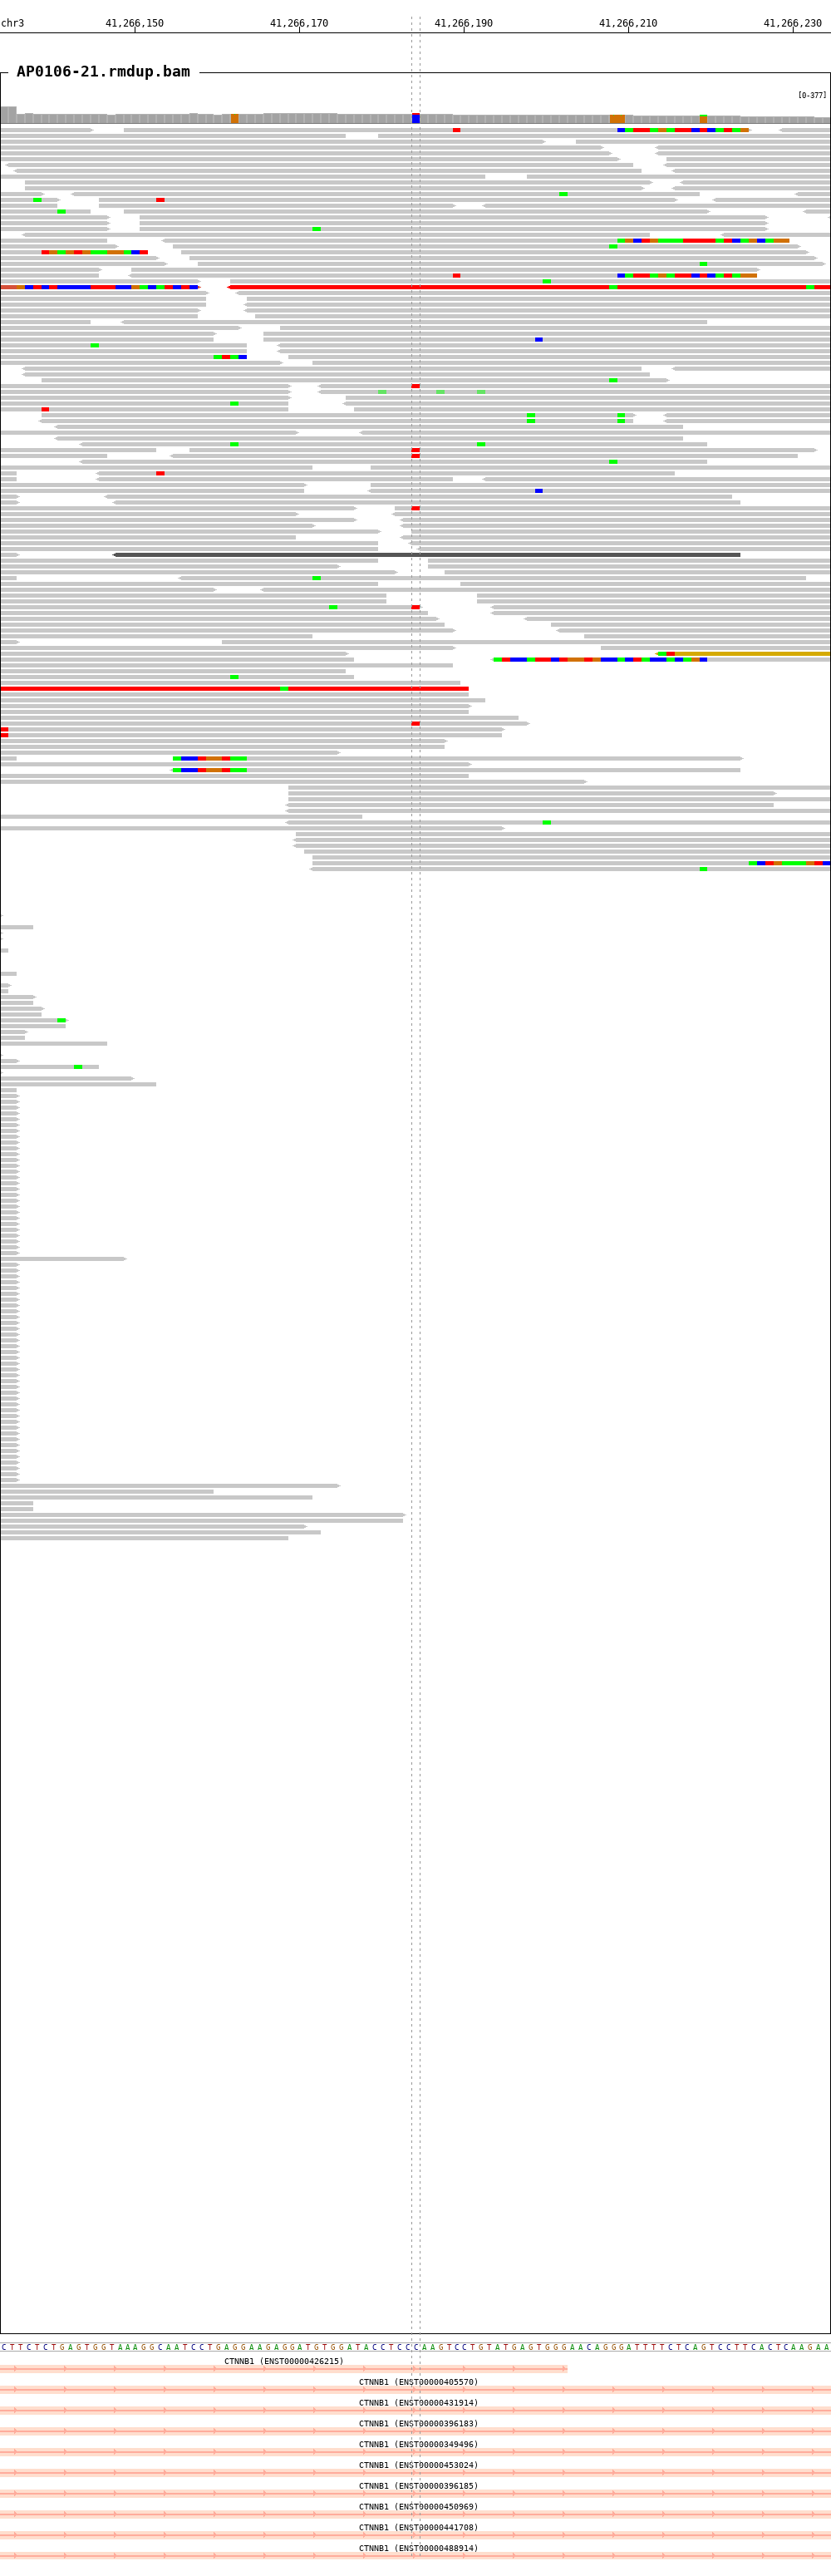 chr3 41,266,150 41,266,170 41,266,190 41,266,210 41,266,230
AP0106-21.rmdup.bam
[0-377]
C T T C T C T G A G T G G T A A A G G C A A T C C T G A G G A A G A G G A T G T G G A T A C C T C C C A A G T C C T G T A T G A G T G G G A A C A G G G A T T T T C T C A G T C C T T C A C T C A A G A A
CTNNB1 (ENST00000426215)
CTNNB1 (ENST00000405570)
CTNNB1 (ENST00000431914)
CTNNB1 (ENST00000396183)
CTNNB1 (ENST00000349496)
CTNNB1 (ENST00000453024)
CTNNB1 (ENST00000396185)
CTNNB1 (ENST00000450969)
CTNNB1 (ENST00000441708)
CTNNB1 (ENST00000488914)